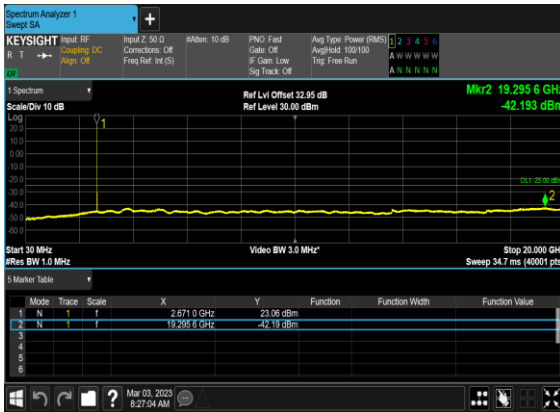 Spectrum Analyzer 1
Swept SA
+
KEYSIGHT
R T
LXI
Input: RF
Coupling: DC
Align: Off
Input Z: 50 Ω
Corrections: Off
Freq Ref: Int (S)
#Atten: 10 dB
PNO: Fast
Gate: Off
IF Gain: Low
Sig Track: Off
Avg Type: Power (RMS)
Avg|Hold: 100/100
Trig: Free Run
1 2 3 4 5 6
A W W W W W
A N N N N N
1 Spectrum
Scale/Div 10 dB
Ref Lvl Offset 32.95 dB
Ref Level 30.00 dBm
Mkr2 19.295 6 GHz
-42.193 dBm
Log
20.0
10.0
0.00
-10.0
-20.0
-30.0
-40.0
-50.0
-60.0
1
DL1 -25.00 dBm
2
Start 30 MHz
#Res BW 1.0 MHz
Video BW 3.0 MHz*
Stop 20.000 GHz
Sweep 34.7 ms (40001 pts)
5 Marker Table
Mode Trace Scale X Y Function Function Width Function Value
1 N 1 f 2.671 0 GHz 23.06 dBm
2 N 1 f 19.295 6 GHz -42.19 dBm
3
4
5
6
?
Mar 03, 2023
8:27:04 AM